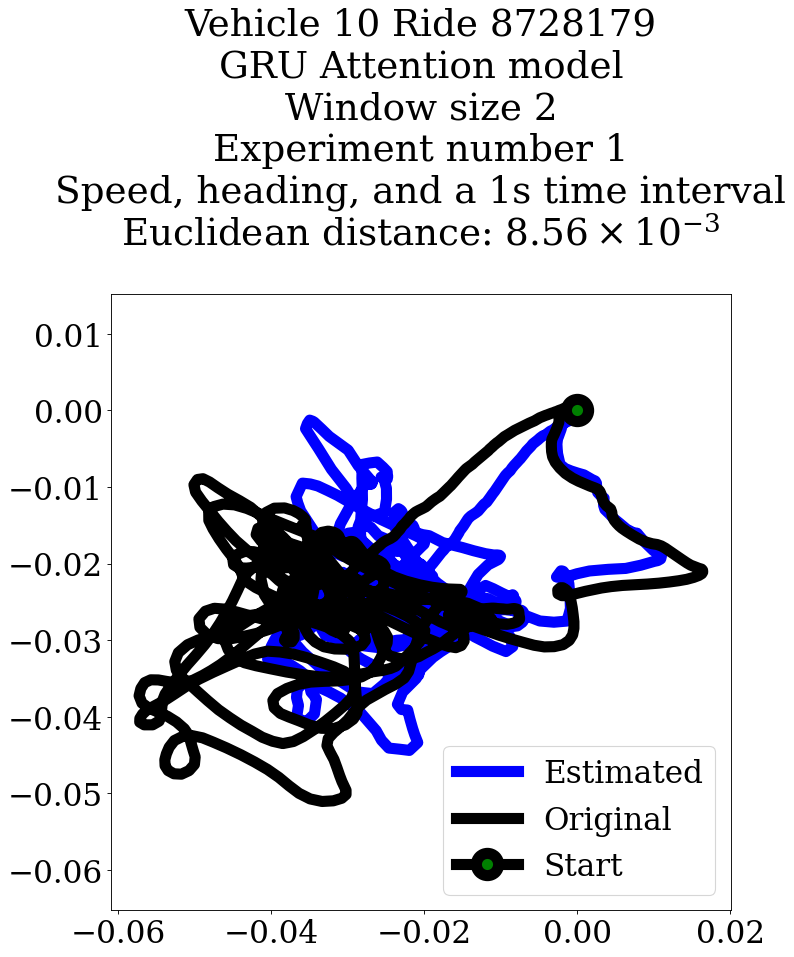 Vehicle 10 Ride 8728179
GRU Attention model
Window size 2
Experiment number 1
Speed, heading, and a 1s time interval
Euclidean distance: 8.56 × 10⁻³
0.01
0.00
−0.01
−0.02
−0.03
−0.04
−0.05
−0.06
Estimated
Original
Start
−0.06 −0.04 −0.02 0.00 0.02